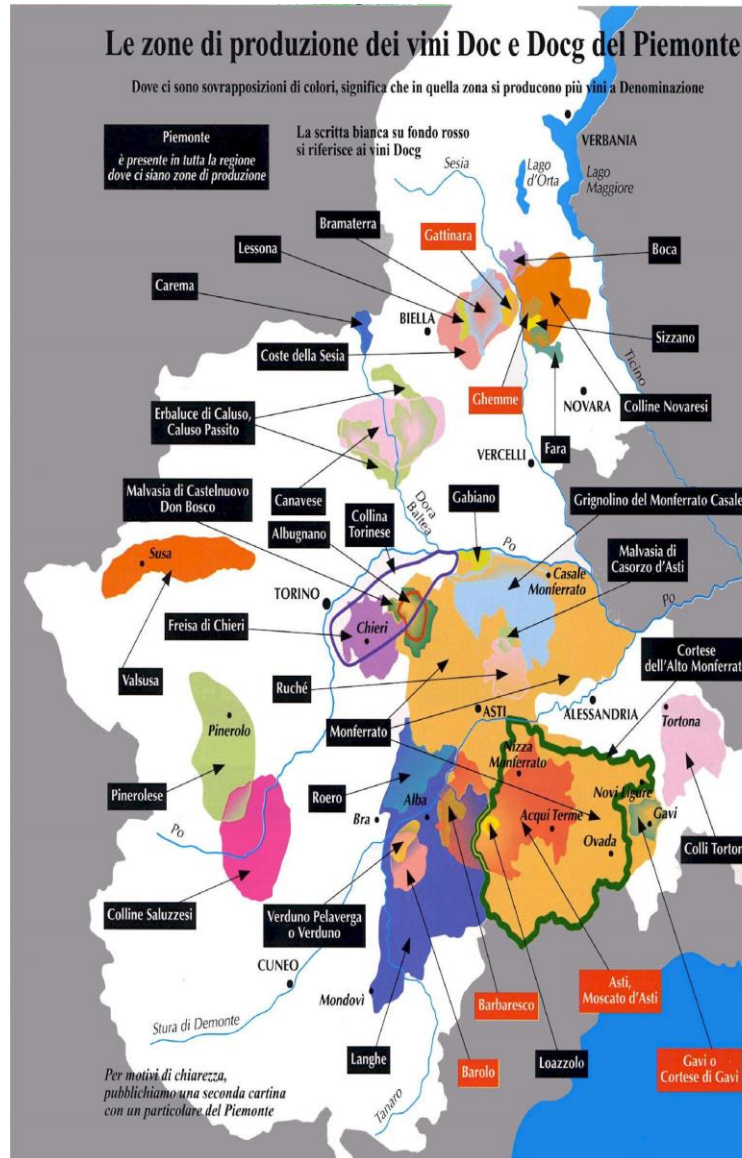 Le zone di produzione dei vini Doc e Docg del Piemonte
Dove ci sono sovrapposizioni di colori, significa che in quella zona si producono più vini a Denominazione
Piemonte
è presente in tutta la regione
dove ci siano zone di produzione
La scritta bianca su fondo rosso
si riferisce ai vini Docg
VERBANIA
Sesia
Lago
d'Orta
Lago
Maggiore
Bramaterra
Gattinara
Boca
Lessona
Carema
BIELLA
Sizzano
Coste della Sesia
Ticino
Ghemme
NOVARA
Colline Novaresi
Erbaluce di Caluso,
Caluso Passito
Fara
VERCELLI
Canavese
Dora
Baltea
Gabiano
Grignolino del Monferrato Casale
Malvasia di Castelnuovo
Don Bosco
Collina
Torinese
Albugnano
Po
Malvasia di
Casorzo d'Asti
Susa
Casale
Monferrato
TORINO
Po
Freisa di Chieri
Chieri
Cortese
dell'Alto Monferrat
Valsusa
Ruché
ASTI
ALESSANDRIA
Tortona
Pinerolo
Monferrato
Nizza
Monferrato
Pinerolese
Roero
Novi Ligure
Alba
Bra
Acqui Terme
Gavi
Po
Ovada
Colli Torton
Colline Saluzzesi
Verduno Pelaverga
o Verduno
CUNEO
Barbaresco
Asti,
Moscato d'Asti
Mondovì
Stura di Demonte
Langhe
Barolo
Loazzolo
Gavi o
Cortese di Gavi
Per motivi di chiarezza,
pubblichiamo una seconda cartina
con un particolare del Piemonte
Tanaro